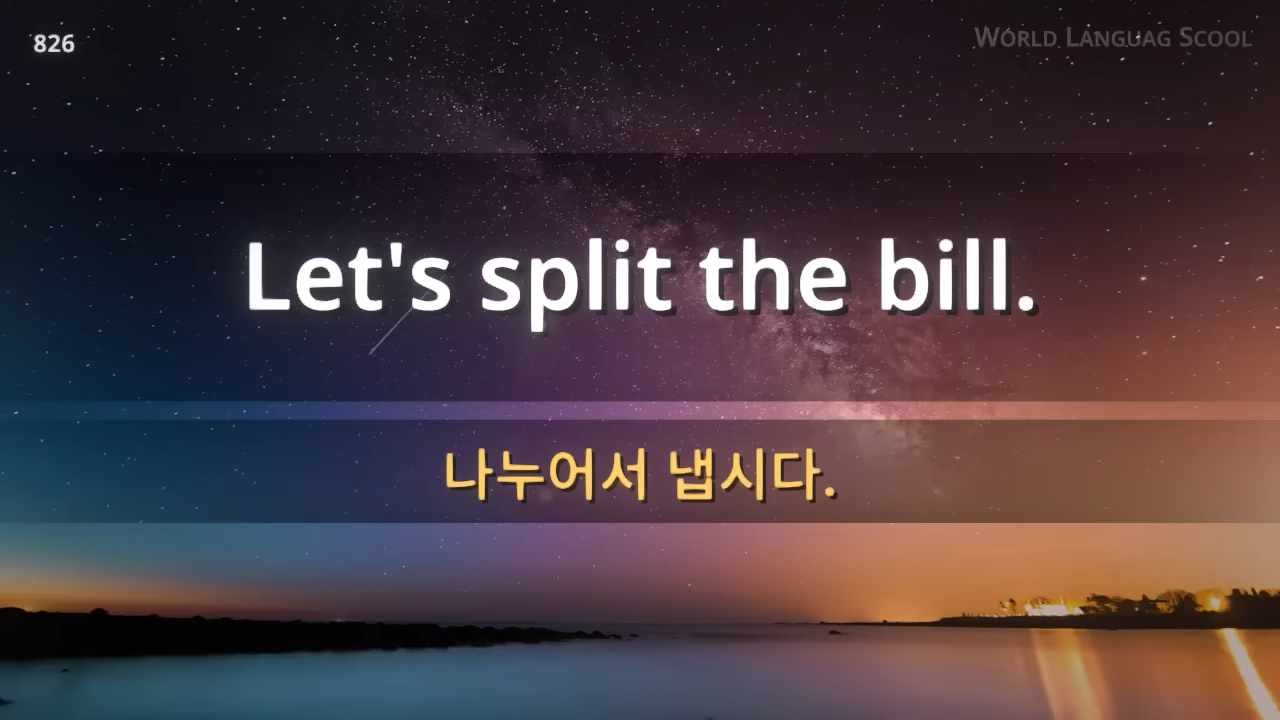 826
World Languag Scool
Let's split the bill.
나누어서 냅시다.